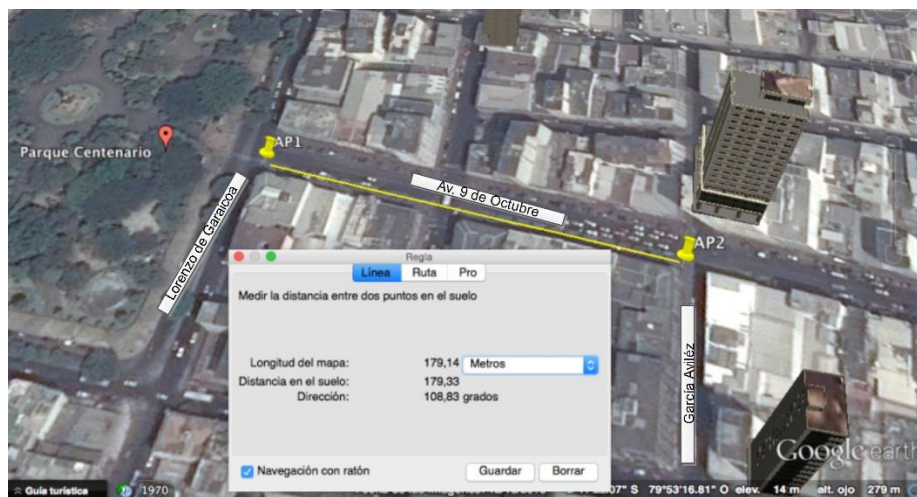 Parque Centenario
AP1
Av. 9 de Octubre
AP2
Lorenzo de Garaicoa
García Aviléz
Regla
Línea
Ruta
Pro
Medir la distancia entre dos puntos en el suelo
Longitud del mapa: 179,14 Metros
Distancia en el suelo: 179,33
Dirección: 108,83 grados
Navegación con ratón
Guardar
Borrar
Google earth
Guía turística
1970
79°53'16.81" O elev. 14 m alt. ojo 279 m